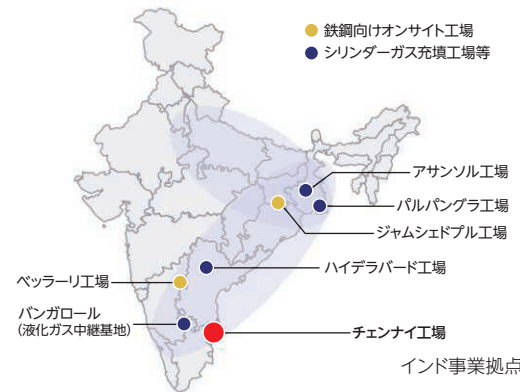 鉄鋼向けオンサイト工場
シリンダーガス充填工場等
アサンソル工場
パルパングラ工場
ジャムシェドプル工場
ハイデラバード工場
ベッラーリ工場
バンガロール
(液化ガス中継基地)
チェンナイ工場
インド事業拠点